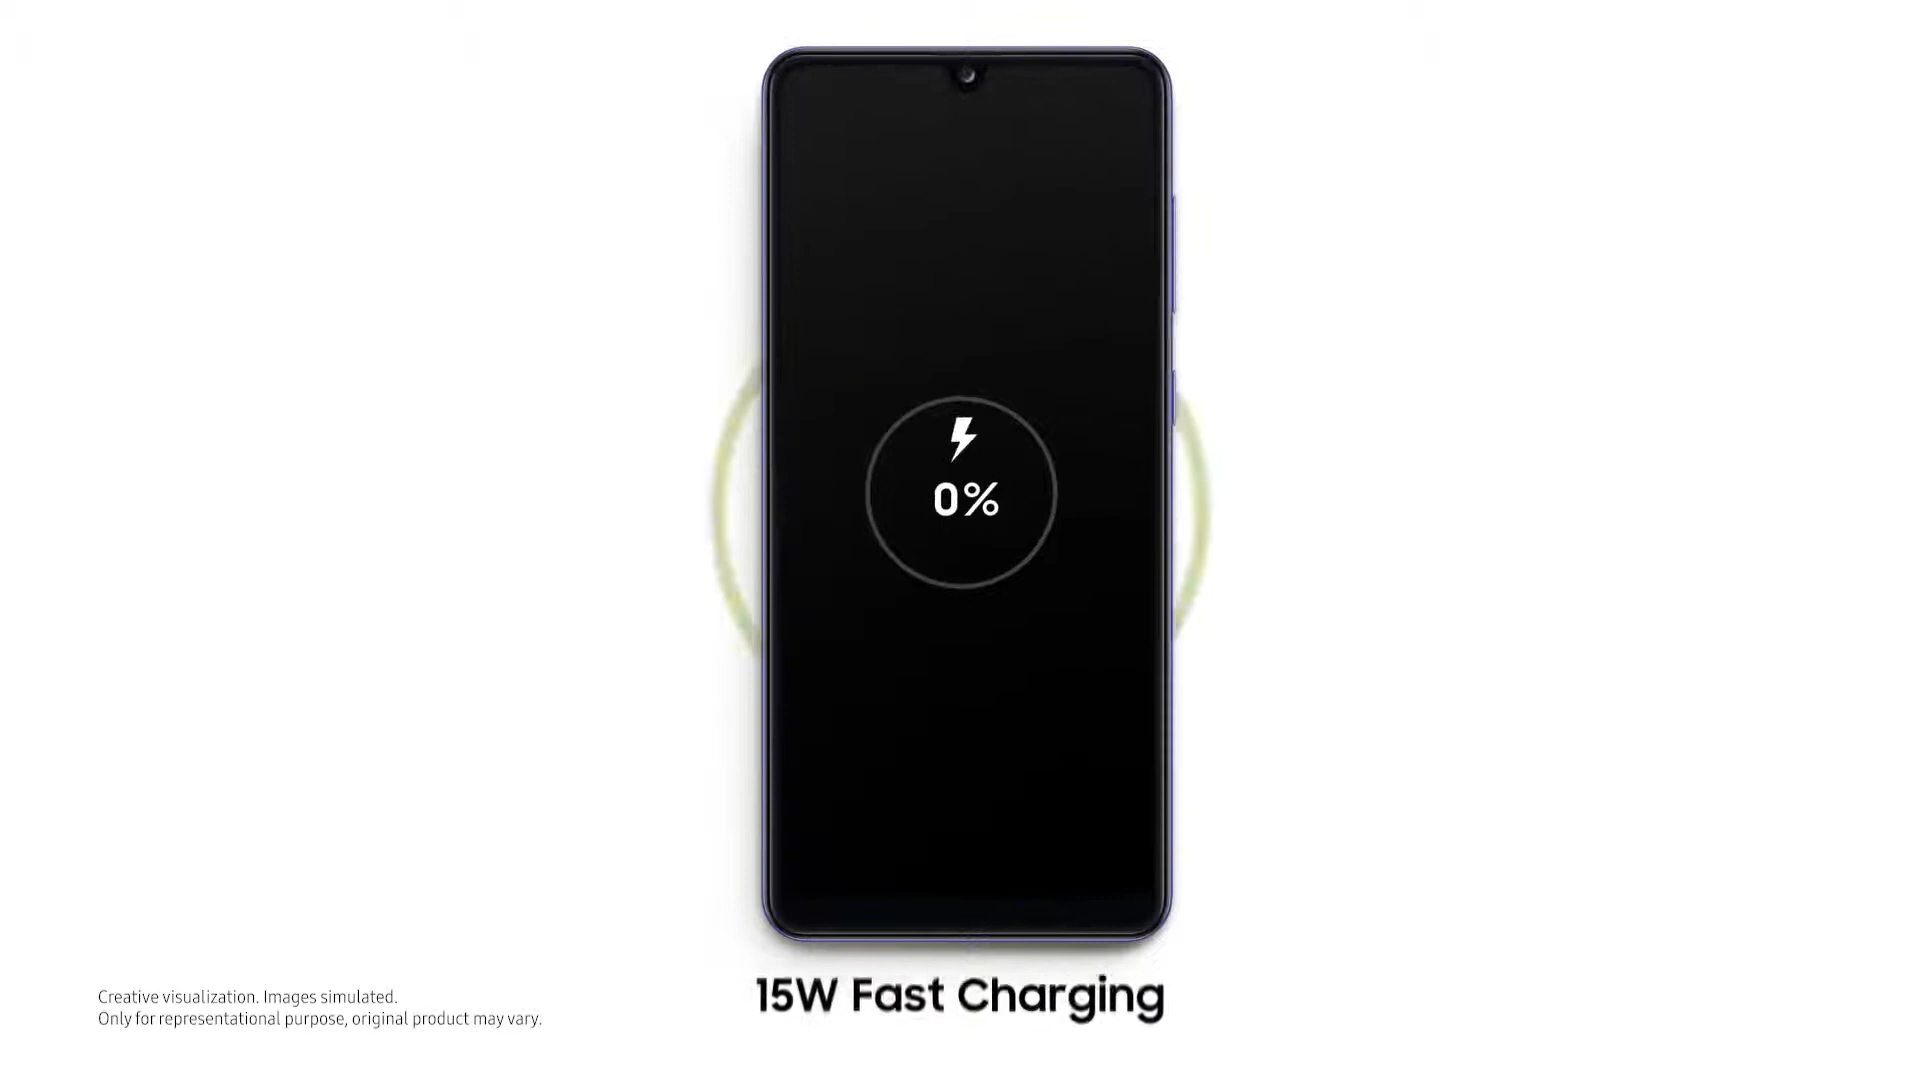 0%
15W Fast Charging
Creative visualization. Images simulated.
Only for representational purpose, original product may vary.